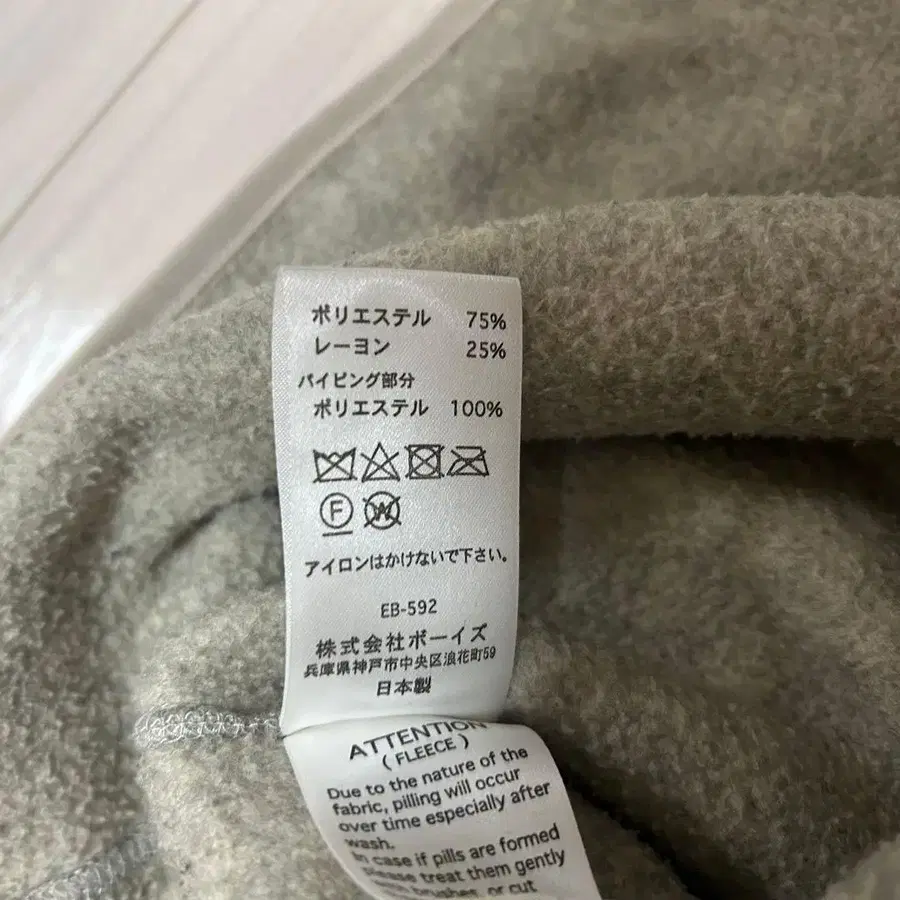 ポリエステル 75%
レーヨン 25%
パイピング部分
ポリエステル 100%
F W
アイロンはかけないで下さい。
EB-592
株式会社ボーイズ
兵庫県神戸市中央区浪花町59
日本製
ATTENTION
( FLEECE )
Due to the nature of the
fabric, pilling will occur
over time especially after
wash.
In case if pills are formed
please treat them gently
with brushes, or cut